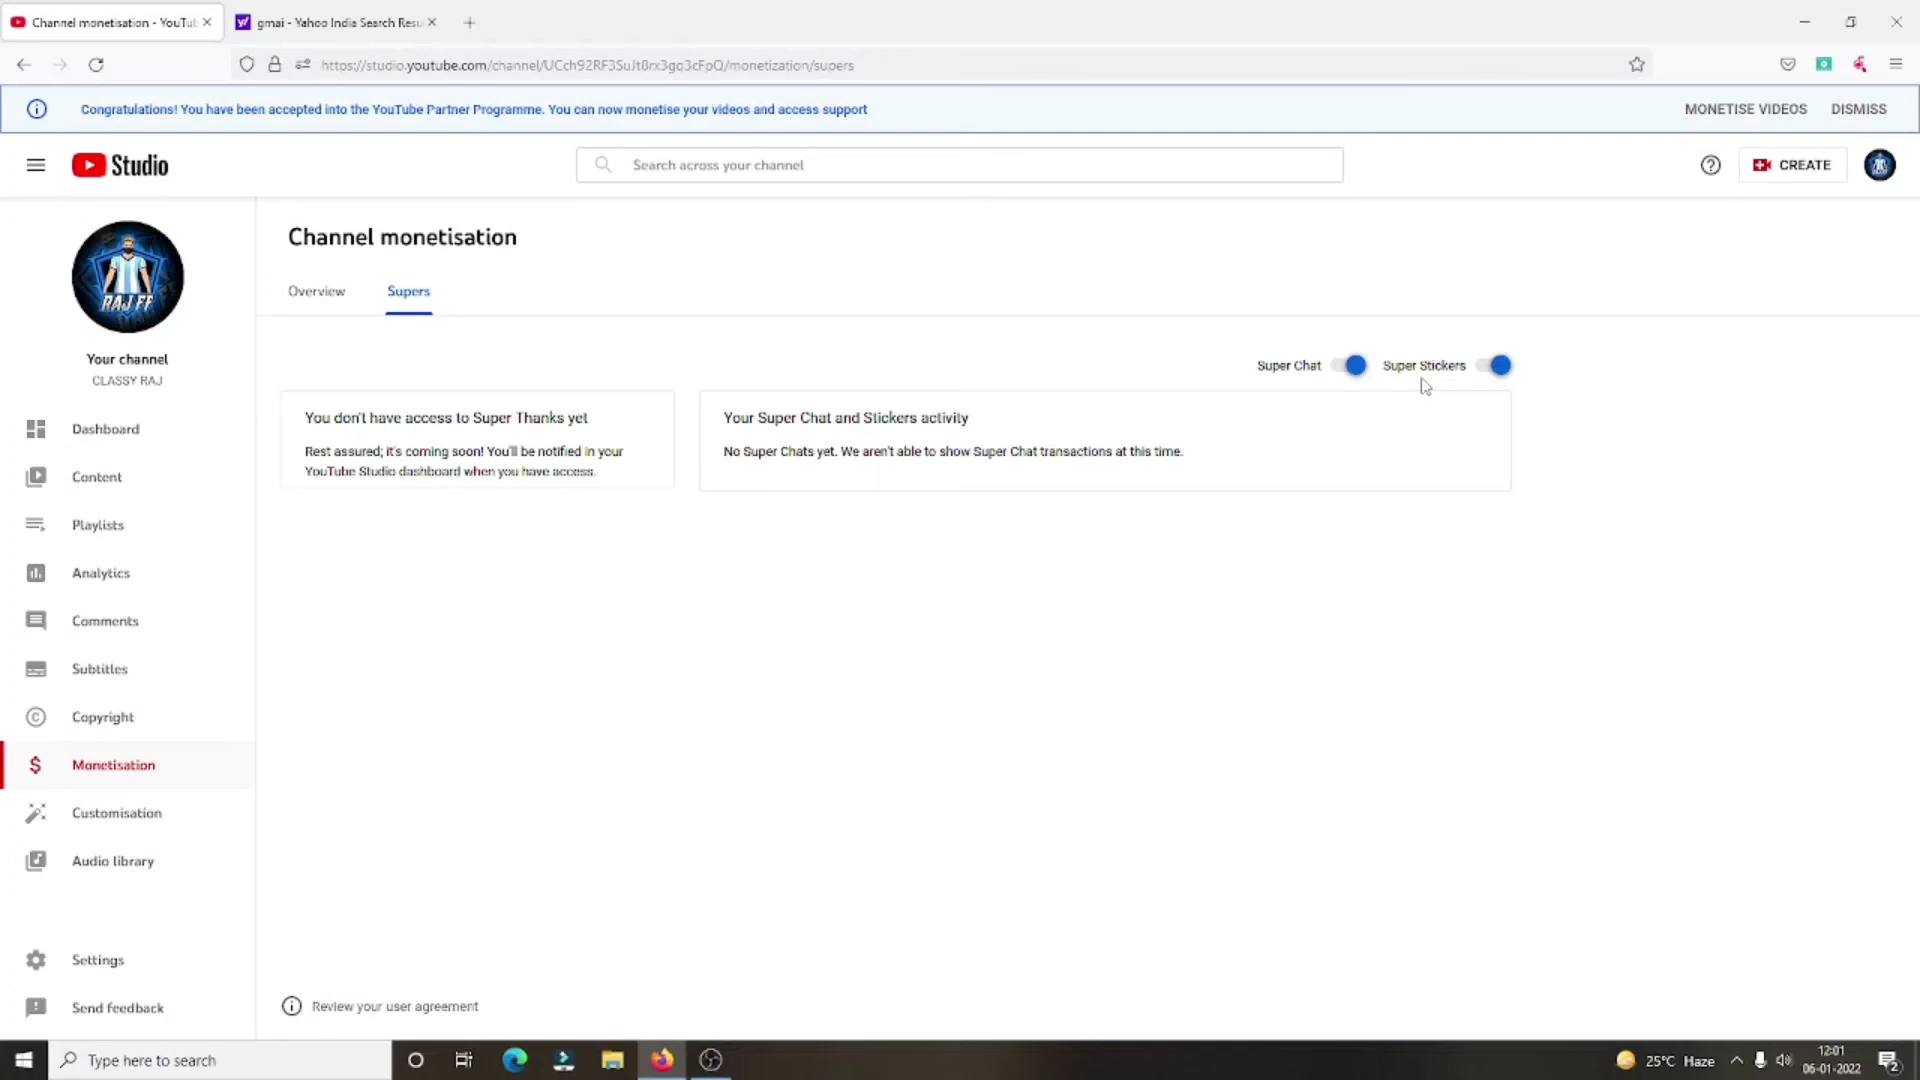 Channel monetisation - YouTu
gmai - Yahoo India Search Resu
https://studio.youtube.com/channel/UCch92RF3SuJt8rx3gq3cFpQ/monetization/supers
Congratulations! You have been accepted into the YouTube Partner Programme. You can now monetise your videos and access support
MONETISE VIDEOS
DISMISS
Studio
Search across your channel
CREATE
RAJ FF
Your channel
CLASSY RAJ
Dashboard
Content
Playlists
Analytics
Comments
Subtitles
Copyright
Monetisation
Customisation
Audio library
Settings
Send feedback
Channel monetisation
Overview
Supers
Super Chat
Super Stickers
You don't have access to Super Thanks yet
Rest assured; it's coming soon! You'll be notified in your
YouTube Studio dashboard when you have access.
Your Super Chat and Stickers activity
No Super Chats yet. We aren't able to show Super Chat transactions at this time.
Review your user agreement
Type here to search
25°C Haze
12:01
06-01-2022
2